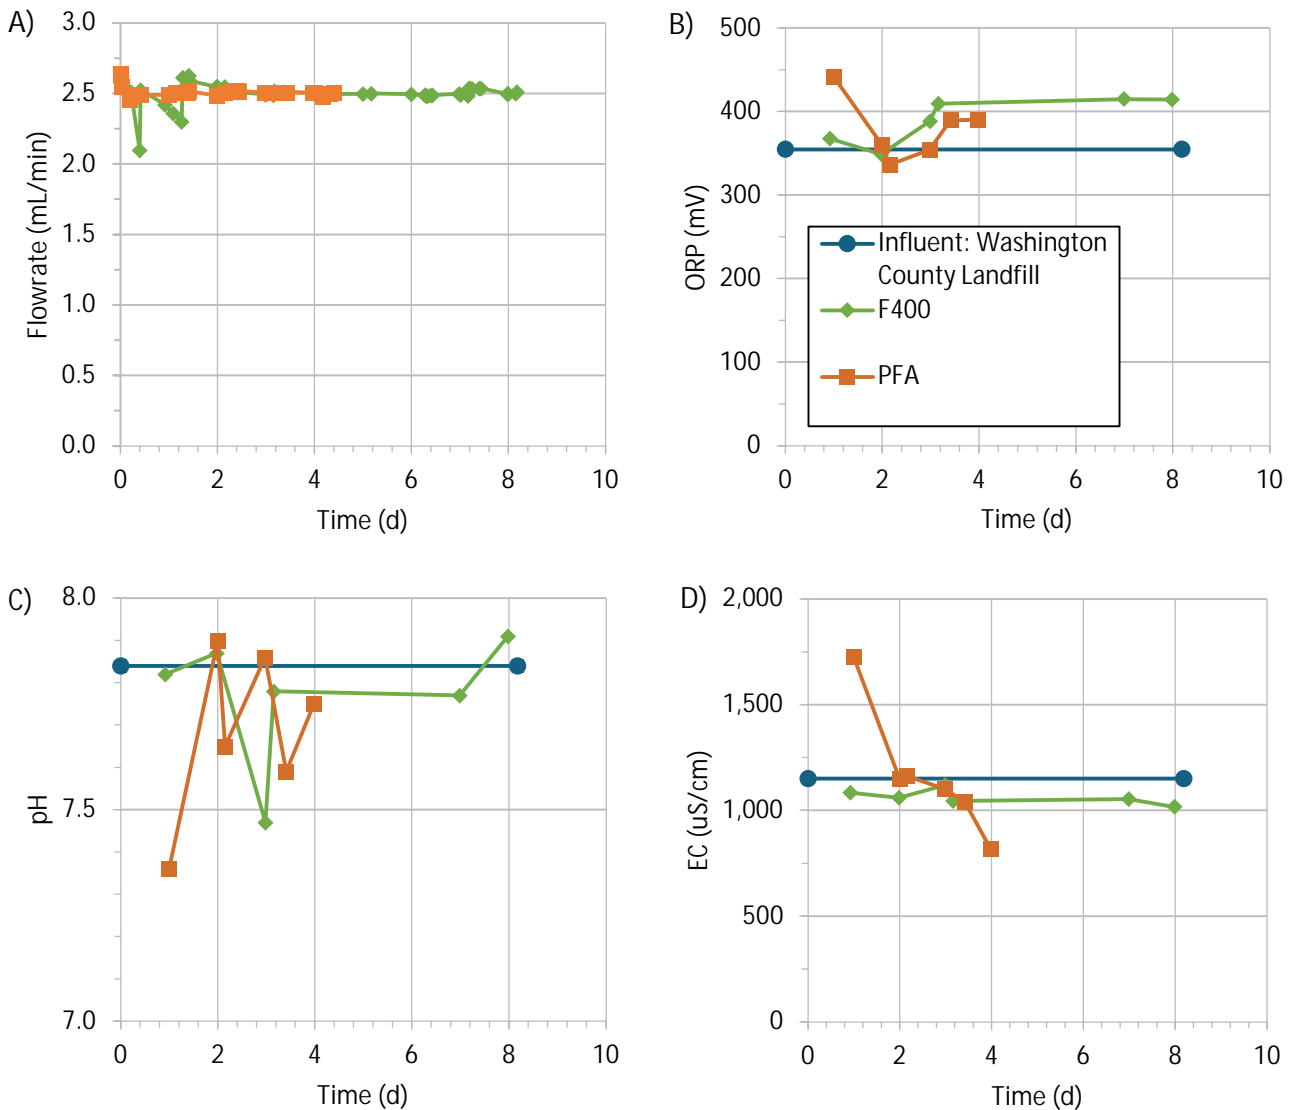 A)
Flowrate (mL/min)
3.0
2.5
2.0
1.5
1.0
0.5
0.0
0 2 4 6 8 10
Time (d)
B)
ORP (mV)
500
400
300
200
100
0
Influent: Washington
County Landfill
F400
PFA
0 2 4 6 8 10
Time (d)
C)
pH
8.0
7.5
7.0
0 2 4 6 8 10
Time (d)
D)
EC (uS/cm)
2,000
1,500
1,000
500
0
0 2 4 6 8 10
Time (d)